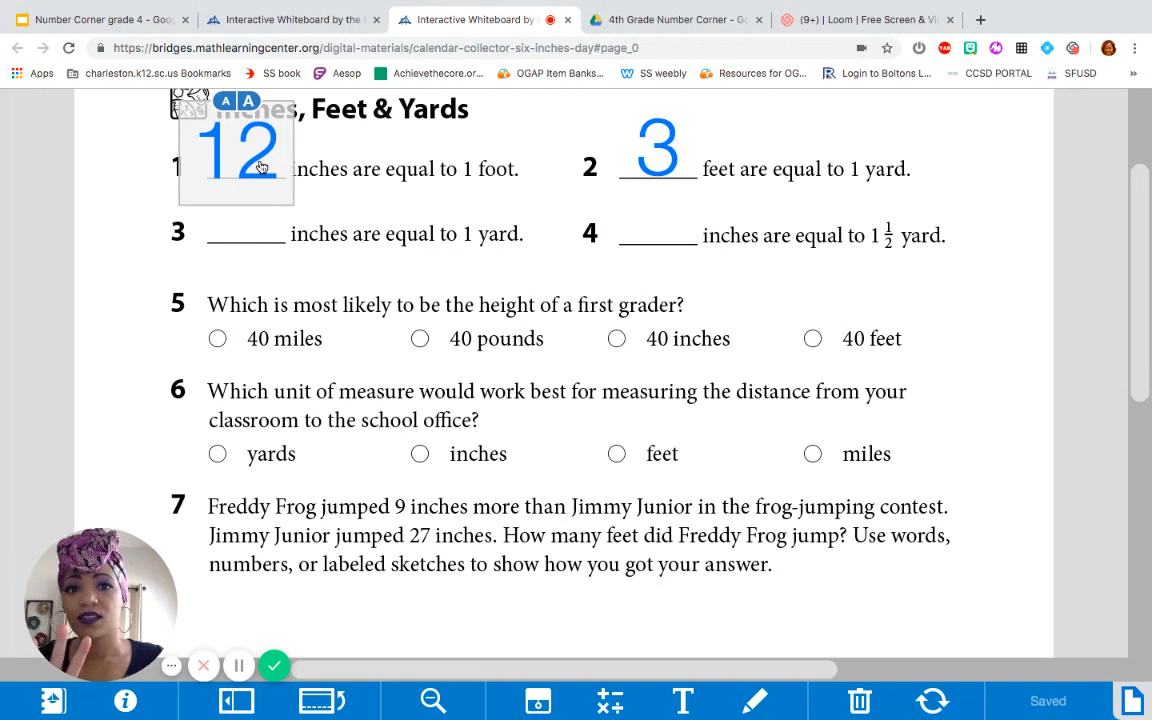 Number Corner grade 4 - Goo
Interactive Whiteboard by the
Interactive Whiteboard by
4th Grade Number Corner - Go
(9+) | Loom | Free Screen & Vi
https://bridges.mathlearningcenter.org/digital-materials/calendar-collector-six-inches-day#page_0
Apps
charleston.k12.sc.us Bookmarks
SS book
Aesop
Achievethecore.or...
OGAP Item Banks...
SS weekly
Resources for OG...
Login to Boltons L...
CCSD PORTAL
SFUSD
»
A A
Inches, Feet & Yards
1 12 inches are equal to 1 foot.
2 3 feet are equal to 1 yard.
3 ______ inches are equal to 1 yard.
4 ______ inches are equal to 1 1/2 yard.
5 Which is most likely to be the height of a first grader?
40 miles 40 pounds 40 inches 40 feet
6 Which unit of measure would work best for measuring the distance from your
classroom to the school office?
yards inches feet miles
7 Freddy Frog jumped 9 inches more than Jimmy Junior in the frog-jumping contest.
Jimmy Junior jumped 27 inches. How many feet did Freddy Frog jump? Use words,
numbers, or labeled sketches to show how you got your answer.
T
Saved